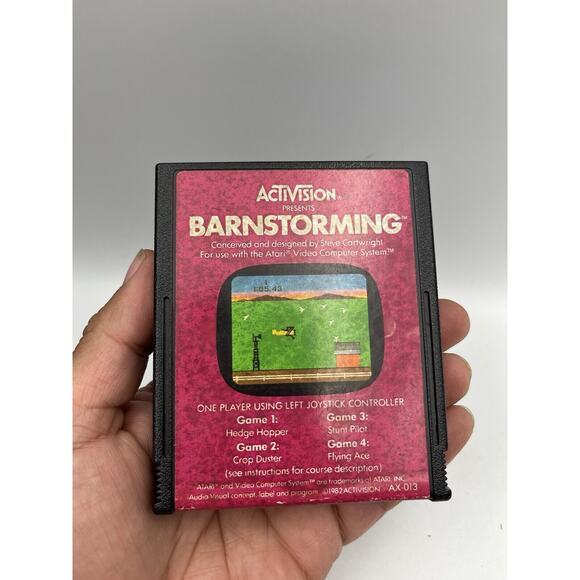 ACTIVISION®
PRESENTS
BARNSTORMING™
Conceived and designed by Steve Cartwright
For use with the Atari® Video Computer System™
1:05.43
ONE PLAYER USING LEFT JOYSTICK CONTROLLER
Game 1:
Hedge Hopper
Game 2:
Crop Duster
Game 3:
Stunt Pilot
Game 4:
Flying Ace
(see instructions for course description)
ATARI® and Video Computer System™ are trademarks of ATARI, INC.
Audio Visual concept, label and program ©1982 ACTIVISION AX-013